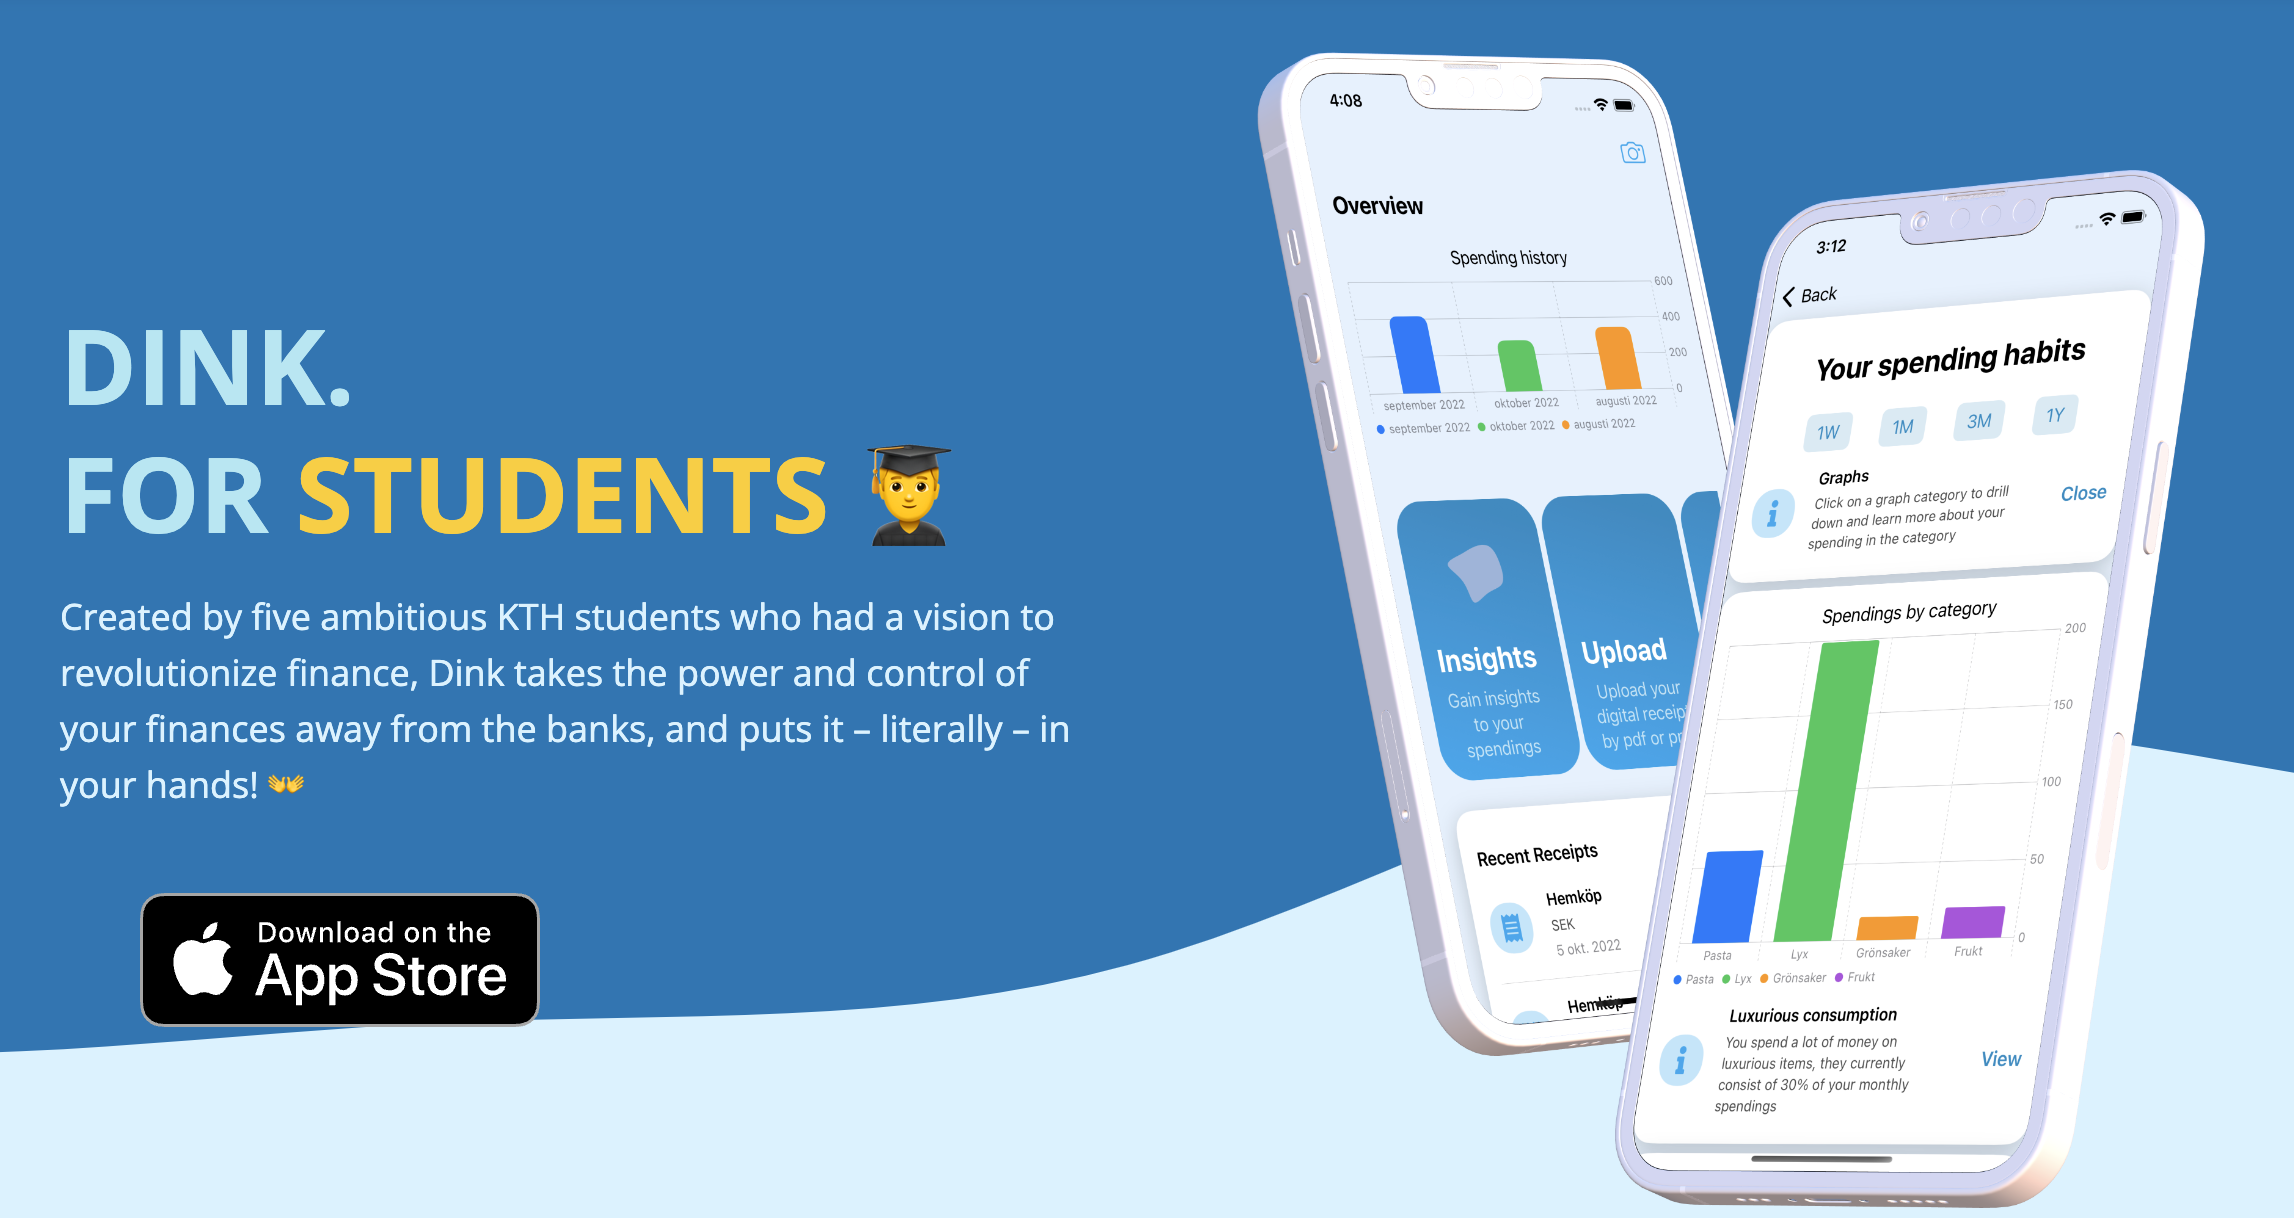 DINK.
FOR STUDENTS
Created by five ambitious KTH students who had a vision to
revolutionize finance, Dink takes the power and control of
your finances away from the banks, and puts it – literally – in
your hands!
Download on the
App Store
4:08
Overview
Spending history
600
400
200
0
september 2022 oktober 2022 augusti 2022
september 2022 oktober 2022 augusti 2022
Insights
Gain insights
to your
spendings
Upload
Upload your
digital receip
by pdf or
Recent Receipts
Hemköp
SEK
5 okt. 2022
Hemköp
3:12
Back
Your spending habits
1W 1M 3M 1Y
Graphs
Click on a graph category to drill
down and learn more about your
spending in the category
Close
Spendings by category
200
150
100
50
0
Pasta Lyx Grönsaker Frukt
Pasta Lyx Grönsaker Frukt
Luxurious consumption
You spend a lot of money on
luxurious items, they currently
consist of 30% of your monthly
spendings
View